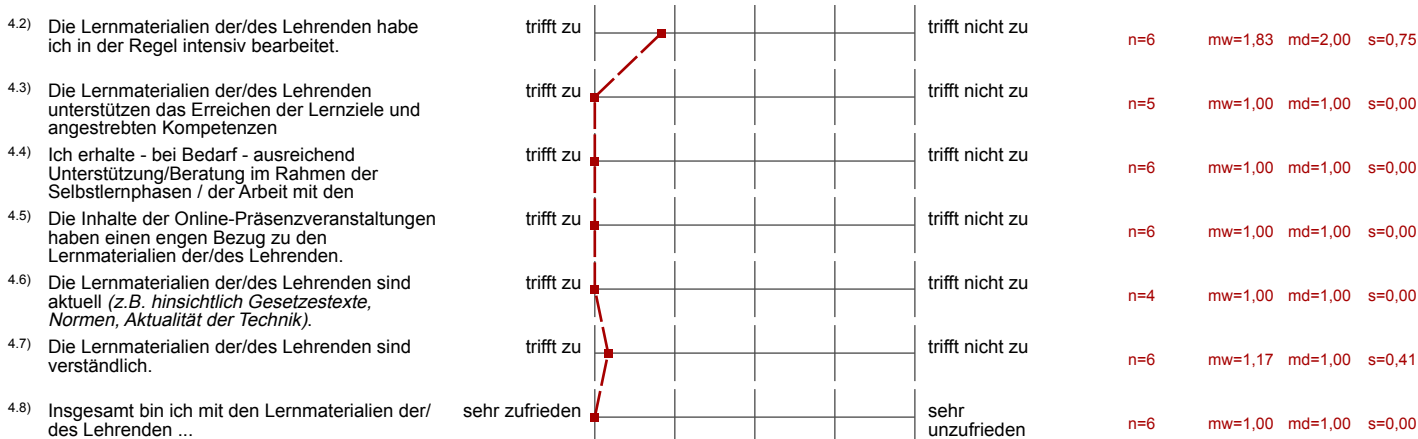 4.2) Die Lernmaterialien der/des Lehrenden habe
ich in der Regel intensiv bearbeitet.
trifft zu
trifft nicht zu
n=6 mw=1,83 md=2,00 s=0,75
4.3) Die Lernmaterialien der/des Lehrenden
unterstützen das Erreichen der Lernziele und
angestrebten Kompetenzen
trifft zu
trifft nicht zu
n=5 mw=1,00 md=1,00 s=0,00
4.4) Ich erhalte - bei Bedarf - ausreichend
Unterstützung/Beratung im Rahmen der
Selbstlernphasen / der Arbeit mit den
trifft zu
trifft nicht zu
n=6 mw=1,00 md=1,00 s=0,00
4.5) Die Inhalte der Online-Präsenzveranstaltungen
haben einen engen Bezug zu den
Lernmaterialien der/des Lehrenden.
trifft zu
trifft nicht zu
n=6 mw=1,00 md=1,00 s=0,00
4.6) Die Lernmaterialien der/des Lehrenden sind
aktuell (z.B. hinsichtlich Gesetzestexte,
Normen, Aktualität der Technik).
trifft zu
trifft nicht zu
n=4 mw=1,00 md=1,00 s=0,00
4.7) Die Lernmaterialien der/des Lehrenden sind
verständlich.
trifft zu
trifft nicht zu
n=6 mw=1,17 md=1,00 s=0,41
4.8) Insgesamt bin ich mit den Lernmaterialien der/
des Lehrenden ...
sehr zufrieden
sehr
unzufrieden
n=6 mw=1,00 md=1,00 s=0,00